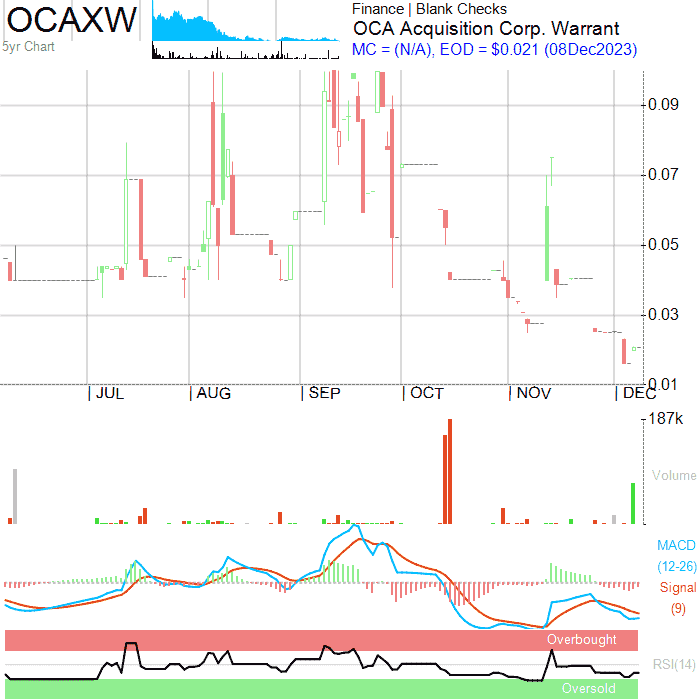 OCAXW
5yr Chart
Finance | Blank Checks
OCA Acquisition Corp. Warrant
MC = (N/A), EOD = $0.021 (08Dec2023)
0.09
0.07
0.05
0.03
0.01
JUL AUG SEP OCT NOV DEC
187k
Volume
MACD
(12-26)
Signal
(9)
Overbought
RSI(14)
Oversold